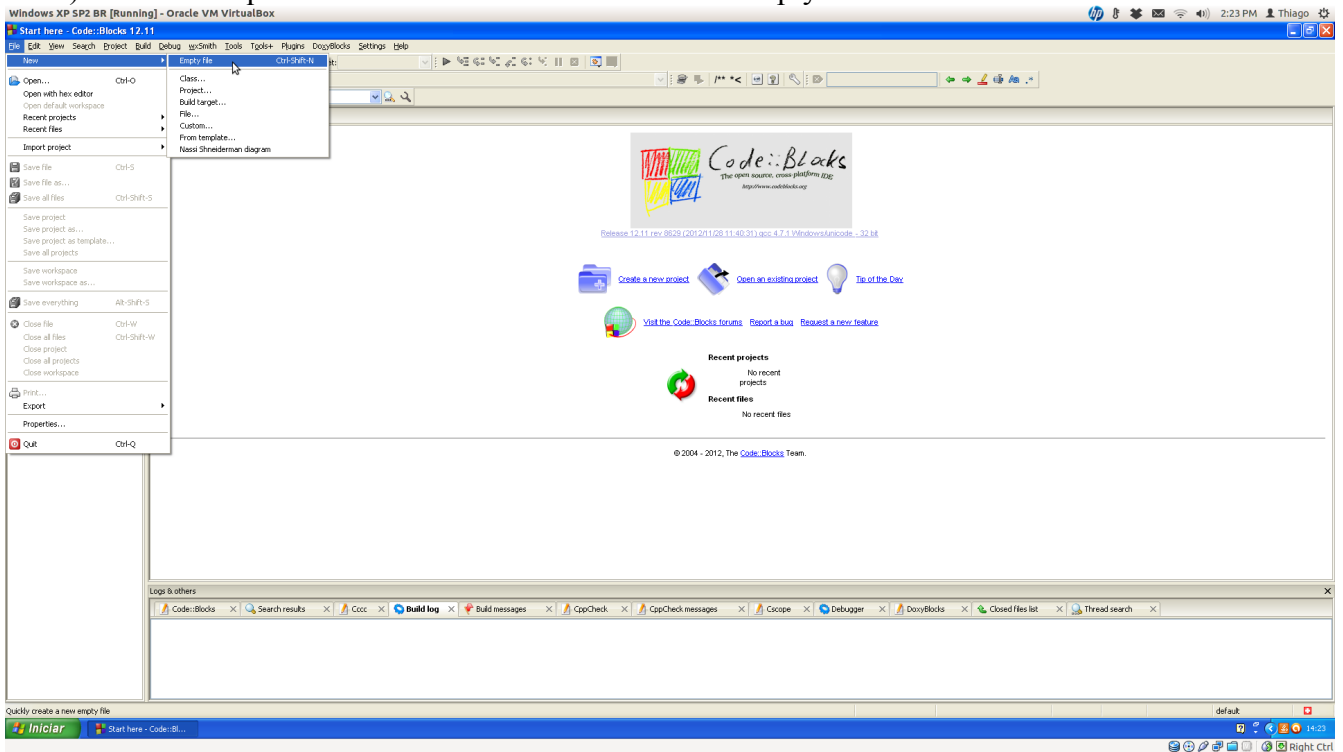 Windows XP SP2 BR [Running] - Oracle VM VirtualBox
2:23 PM Thiago
Start here - Code::Blocks 12.11
File Edit View Search Project Build Debug wxSmith Tools Tools+ Plugins DoxyBlocks Settings Help
New
Empty file Ctrl-Shift-N
Class...
Project...
Build target...
File...
Custom...
From template...
Nassi Shneiderman diagram
Open... Ctrl-O
Open with hex editor
Open default workspace
Recent projects
Recent files
Import project
Save file Ctrl-S
Save file as...
Save all files Ctrl-Shift-S
Save project
Save project as...
Save project as template...
Save all projects
Save workspace
Save workspace as...
Save everything Alt-Shift-S
Close file Ctrl-W
Close all files Ctrl-Shift-W
Close project
Close all projects
Close workspace
Print...
Export
Properties...
Quit Ctrl-Q
Code::Blocks
The open source, cross-platform IDE
http://www.codeblocks.org
Release 12.11 rev 8629 (2012/11/28 11:40:31) gcc 4.7.1 Windows/unicode - 32 bit
Create a new project Open an existing project Tip of the Day
Visit the Code::Blocks forums Report a bug Request a new feature
Recent projects
No recent
projects
Recent files
No recent files
© 2004 - 2012, The Code::Blocks Team.
Logs & others
Code::Blocks Search results Cccc Build log Build messages CppCheck CppCheck messages Cscope Debugger DoxyBlocks Closed files list Thread search
Quickly create a new empty file default
Iniciar Start here - Code::Bl... 14:23
Right Ctrl